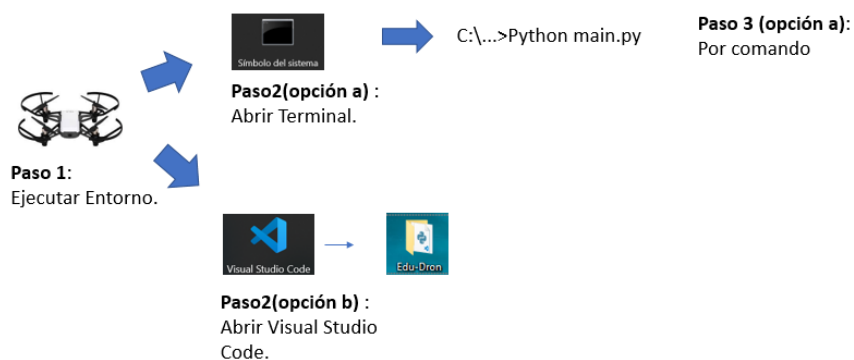 Símbolo del sistema
C:\...>Python main.py
Paso 3 (opción a):
Por comando
Paso2(opción a) :
Abrir Terminal.
Paso 1:
Ejecutar Entorno.
Visual Studio Code
Edu-Dron
Paso2(opción b) :
Abrir Visual Studio
Code.